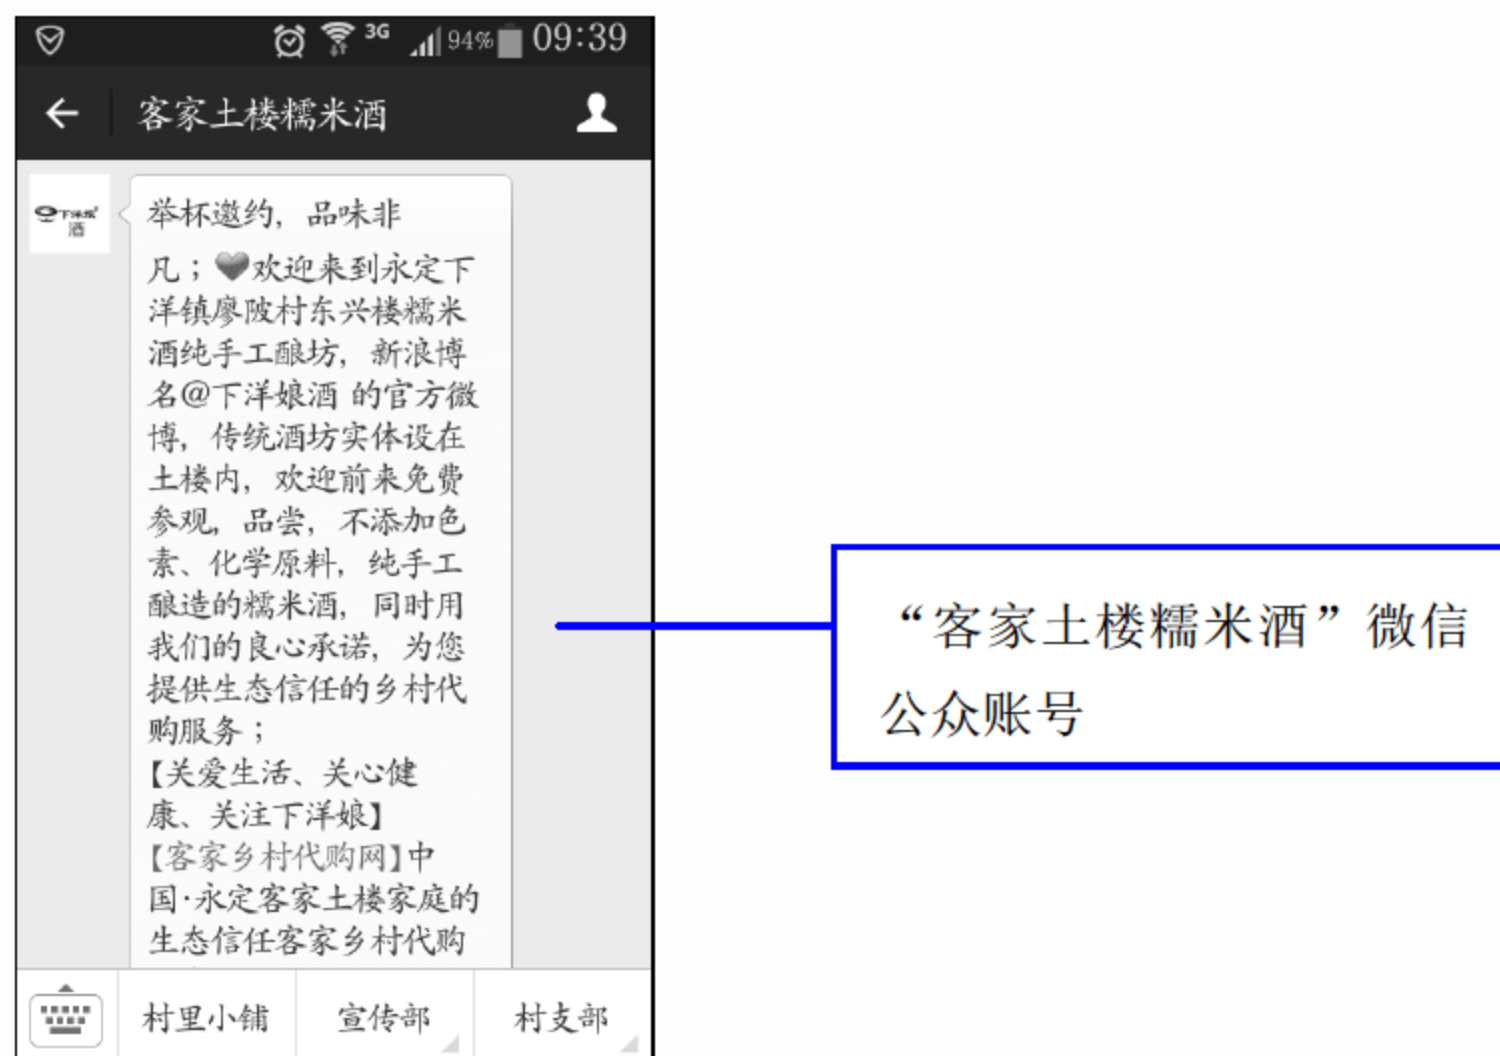 3G 94% 09:39
客家土楼糯米酒
举杯邀约，品味非
凡；欢迎来到永定下
洋镇廖陂村东兴楼糯米
酒纯手工酿坊，新浪博
名@下洋娘酒 的官方微
博，传统酒坊实体设在
土楼内，欢迎前来免费
参观，品尝，不添加色
素、化学原料，纯手工
酿造的糯米酒，同时用
我们的良心承诺，为您
提供生态信任的乡村代
购服务；
【关爱生活、关心健
康、关注下洋娘】
【客家乡村代购网】中
国·永定客家土楼家庭的
生态信任客家乡村代购
村里小铺
宣传部
村支部
“客家土楼糯米酒”微信
公众账号